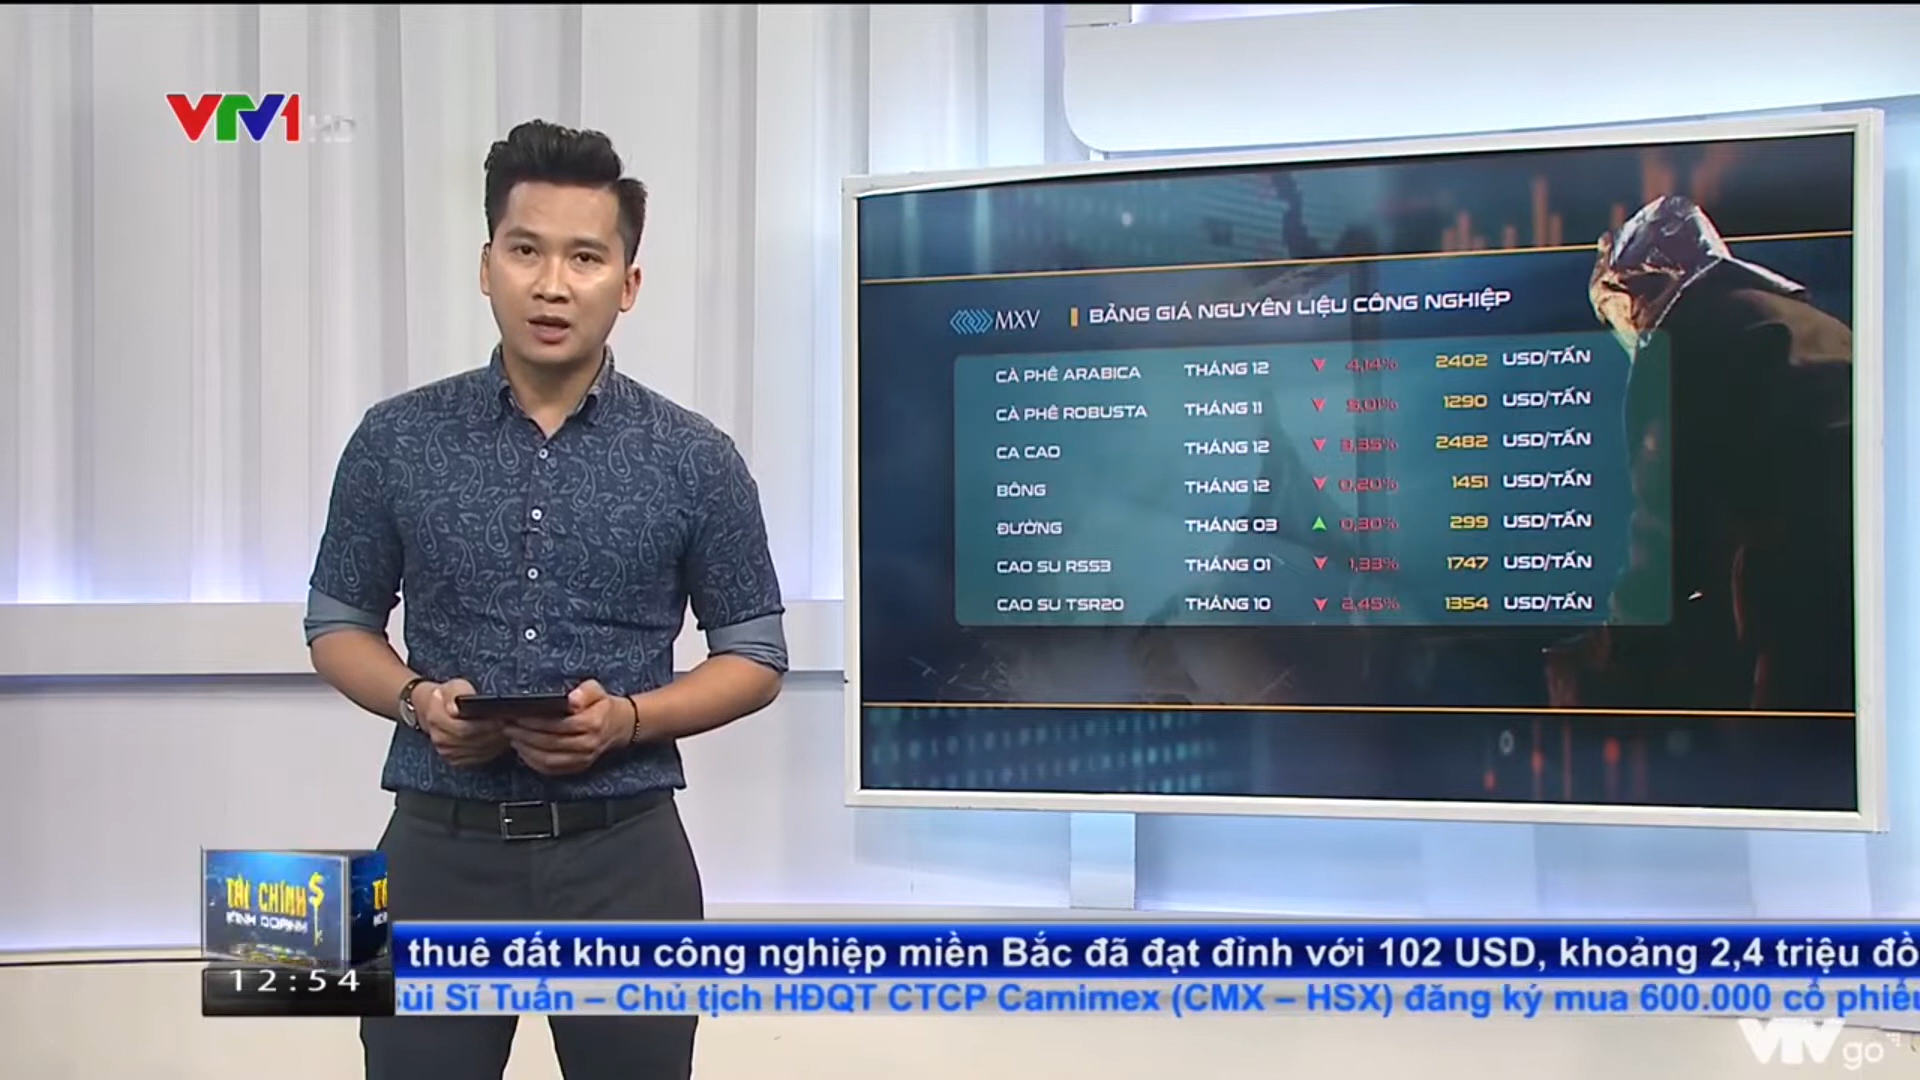 VTV1 HD
MXV BẢNG GIÁ NGUYÊN LIỆU CÔNG NGHIỆP
CÀ PHÊ ARABICA THÁNG 12 4,14% 2402 USD/TẤN
CÀ PHÊ ROBUSTA THÁNG 11 5,01% 1290 USD/TẤN
CA CAO THÁNG 12 3,35% 2482 USD/TẤN
BÔNG THÁNG 12 0,20% 1451 USD/TẤN
ĐƯỜNG THÁNG 03 0,30% 299 USD/TẤN
CAO SU RSS3 THÁNG 01 1,33% 1747 USD/TẤN
CAO SU TSR20 THÁNG 10 2,45% 1354 USD/TẤN
TÀI CHÍNH
KINH DOANH
12:54
thuê đất khu công nghiệp miền Bắc đã đạt đỉnh với 102 USD, khoảng 2,4 triệu đồ
Bùi Sĩ Tuấn – Chủ tịch HĐQT CTCP Camimex (CMX – HSX) đăng ký mua 600.000 cổ phiếu
VTV go